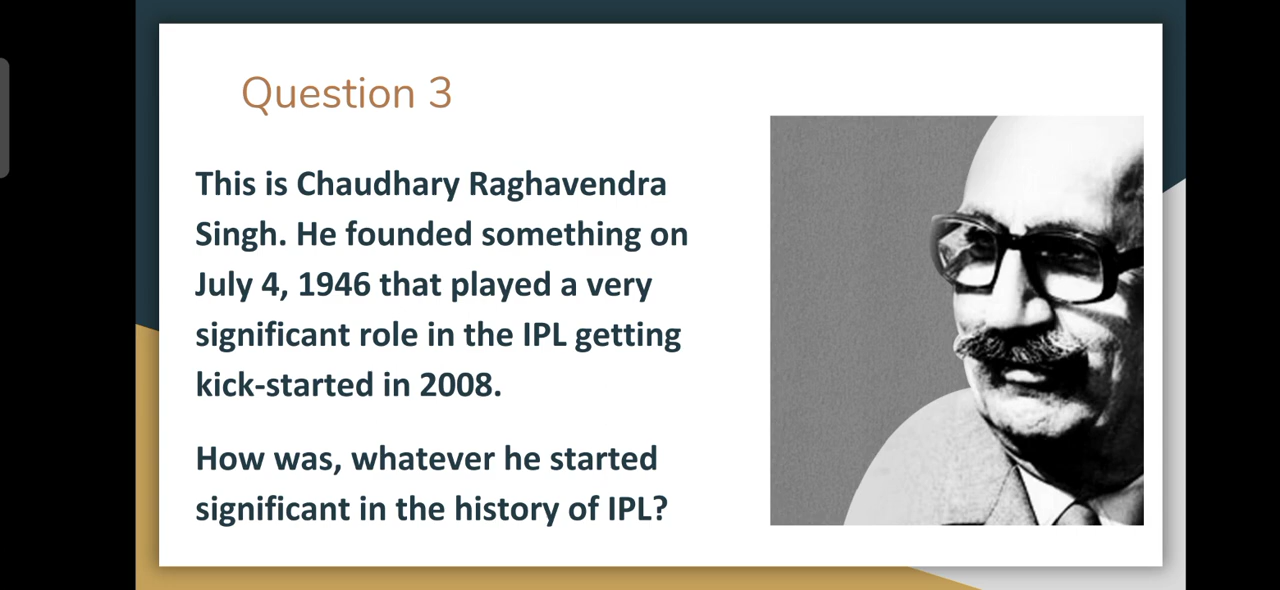 Question 3
This is Chaudhary Raghavendra
Singh. He founded something on
July 4, 1946 that played a very
significant role in the IPL getting
kick-started in 2008.
How was, whatever he started
significant in the history of IPL?